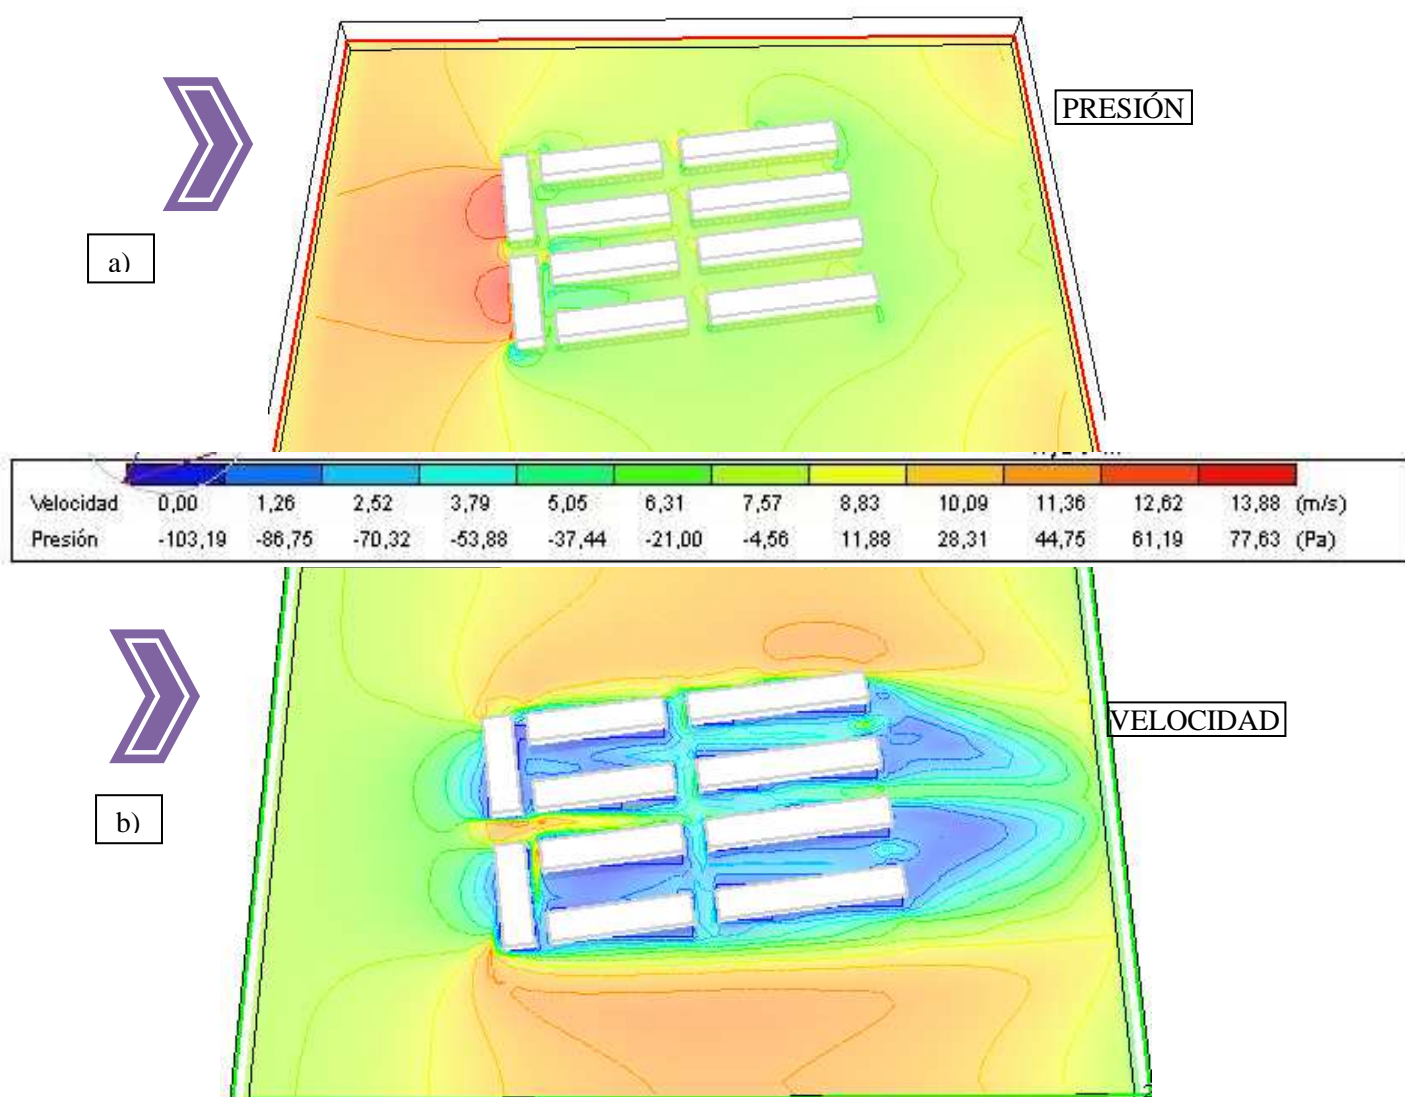 PRESIÓN
a)
Velocidad 0,00 1,26 2,52 3,79 5,05 6,31 7,57 8,83 10,09 11,36 12,62 13,88 (m/s)
Presión -103,19 -86,75 -70,32 -53,88 -37,44 -21,00 -4,56 11,88 28,31 44,75 61,19 77,63 (Pa)
VELOCIDAD
b)